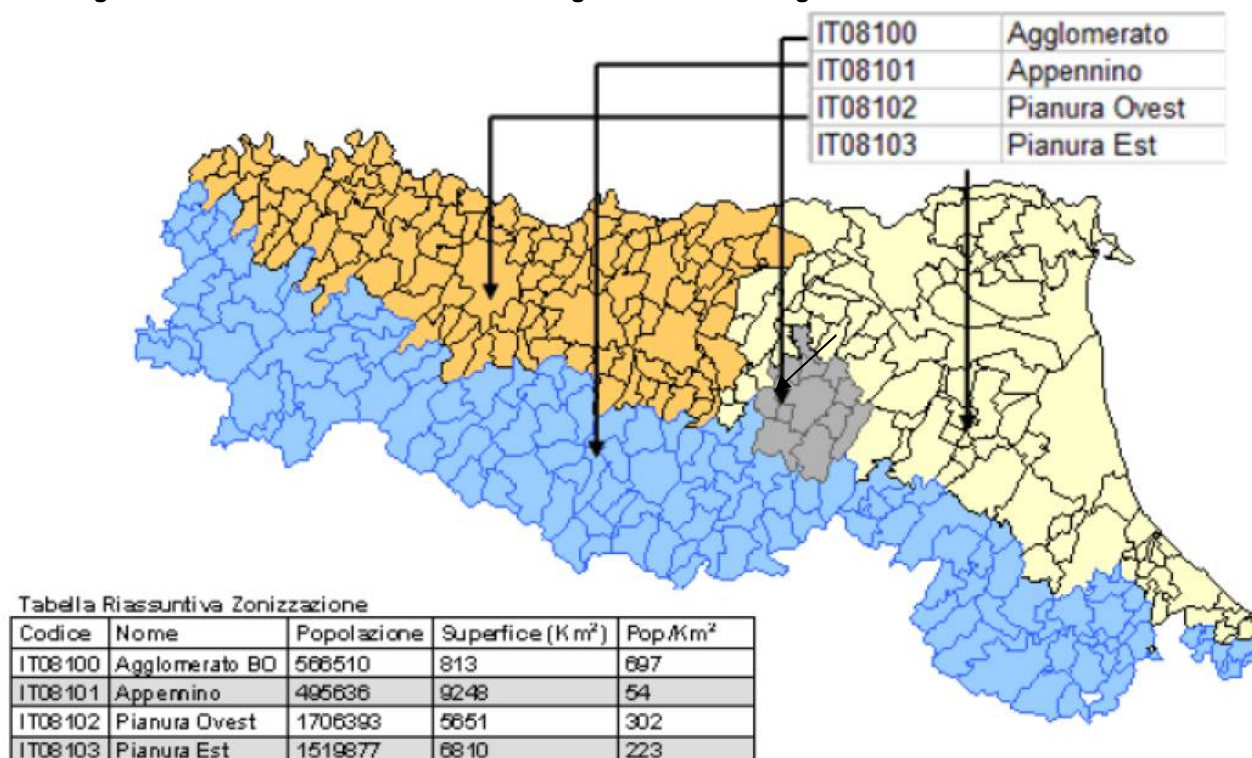 IT08100 Agglomerato
IT08101 Appennino
IT08102 Pianura Ovest
IT08103 Pianura Est
Tabella Riassuntiva Zonizzazione
Codice Nome Popolazione Superfice (Km²) Pop/Km²
IT08100 Agglomerato BO 566510 813 697
IT08101 Appennino 495636 9248 54
IT08102 Pianura Ovest 1706393 5651 302
IT08103 Pianura Est 1519877 6810 223